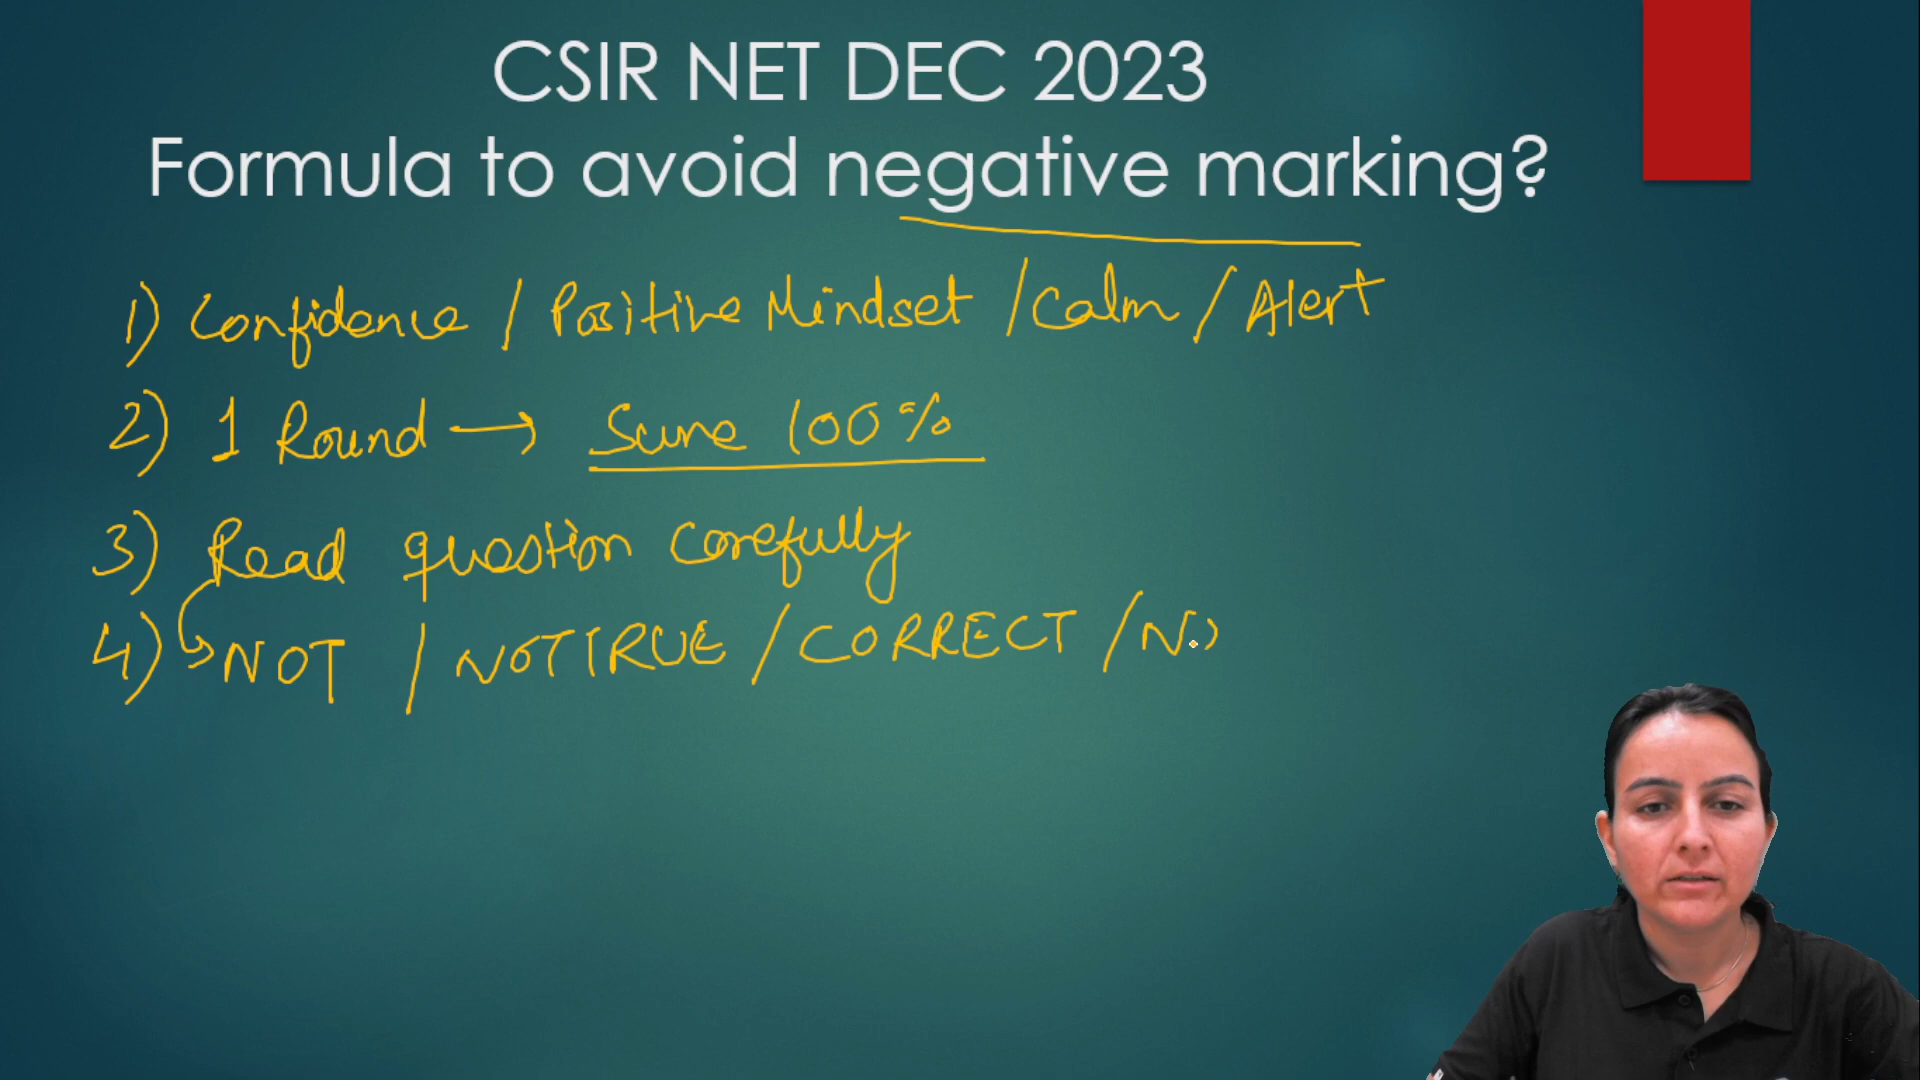 CSIR NET DEC 2023
Formula to avoid negative marking?
1) Confidence / Positive Mindset / Calm / Alert
2) 1 Round → Sure 100%
3) Read question carefully
4) NOT / NOT TRUE / CORRECT / NO